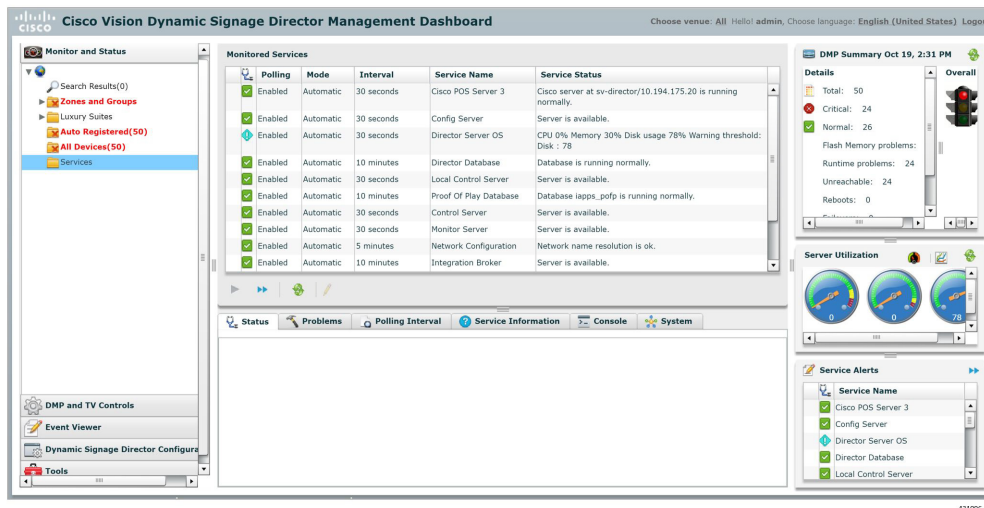 CISCO
Cisco Vision Dynamic Signage Director Management Dashboard
Choose venue: All Hello! admin, Choose language: English (United States) Logou
Monitor and Status
Search Results(0)
Zones and Groups
Luxury Suites
Auto Registered(50)
All Devices(50)
Services
DMP and TV Controls
Event Viewer
Dynamic Signage Director Configura
Tools
Monitored Services
Polling Mode Interval Service Name Service Status
Enabled Automatic 30 seconds Cisco POS Server 3 Cisco server at sv-director/10.194.175.20 is running
normally.
Enabled Automatic 30 seconds Config Server Server is available.
Enabled Automatic 30 seconds Director Server OS CPU 0% Memory 30% Disk usage 78% Warning threshold:
Disk : 78
Enabled Automatic 10 minutes Director Database Database is running normally.
Enabled Automatic 30 seconds Local Control Server Server is available.
Enabled Automatic 10 minutes Proof Of Play Database Database iapps_pofp is running normally.
Enabled Automatic 30 seconds Control Server Server is available.
Enabled Automatic 30 seconds Monitor Server Server is available.
Enabled Automatic 5 minutes Network Configuration Network name resolution is ok.
Enabled Automatic 10 minutes Integration Broker Server is available.
Status Problems Polling Interval Service Information Console System
DMP Summary Oct 19, 2:31 PM
Details Overall
Total: 50
Critical: 24
Normal: 26
Flash Memory problems:
Runtime problems: 24
Unreachable: 24
Reboots: 0
Server Utilization
0 0 78
Service Alerts
Service Name
Cisco POS Server 3
Config Server
Director Server OS
Director Database
Local Control Server